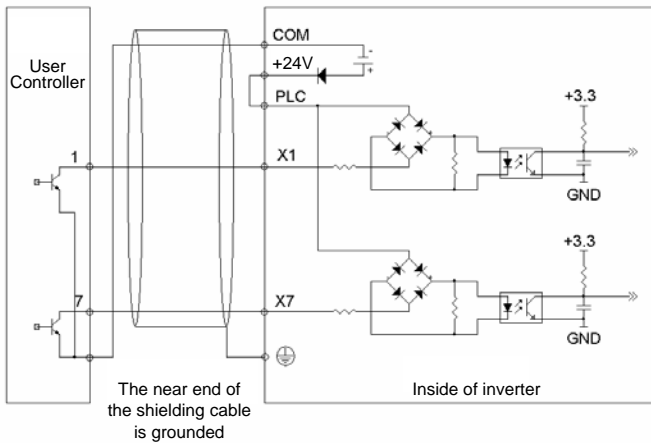 COM
User
Controller
+24V
-
+
PLC
+3.3
1
X1
GND
+3.3
7
X7
GND
The near end of
the shielding cable
is grounded
Inside of inverter